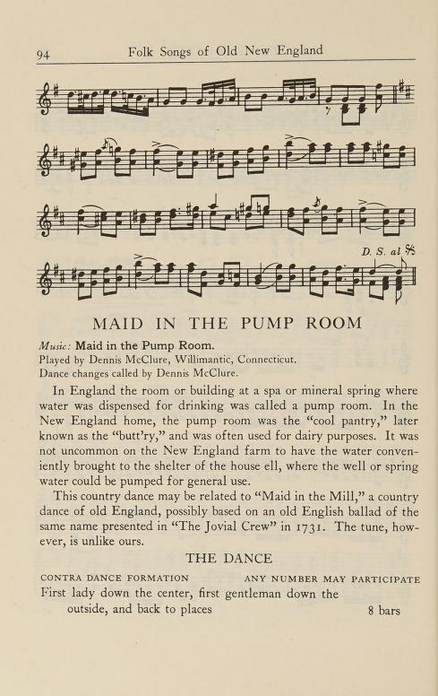 94 Folk Songs of Old New England
D. S. al 𝄋
MAID IN THE PUMP ROOM
Music: Maid in the Pump Room.
Played by Dennis McClure, Willimantic, Connecticut.
Dance changes called by Dennis McClure.
In England the room or building at a spa or mineral spring where
water was dispensed for drinking was called a pump room. In the
New England home, the pump room was the “cool pantry,” later
known as the “butt’ry,” and was often used for dairy purposes. It was
not uncommon on the New England farm to have the water conven-
iently brought to the shelter of the house ell, where the well or spring
water could be pumped for general use.
This country dance may be related to “Maid in the Mill,” a country
dance of old England, possibly based on an old English ballad of the
same name presented in “The Jovial Crew” in 1731. The tune, how-
ever, is unlike ours.
THE DANCE
CONTRA DANCE FORMATION ANY NUMBER MAY PARTICIPATE
First lady down the center, first gentleman down the
outside, and back to places 8 bars